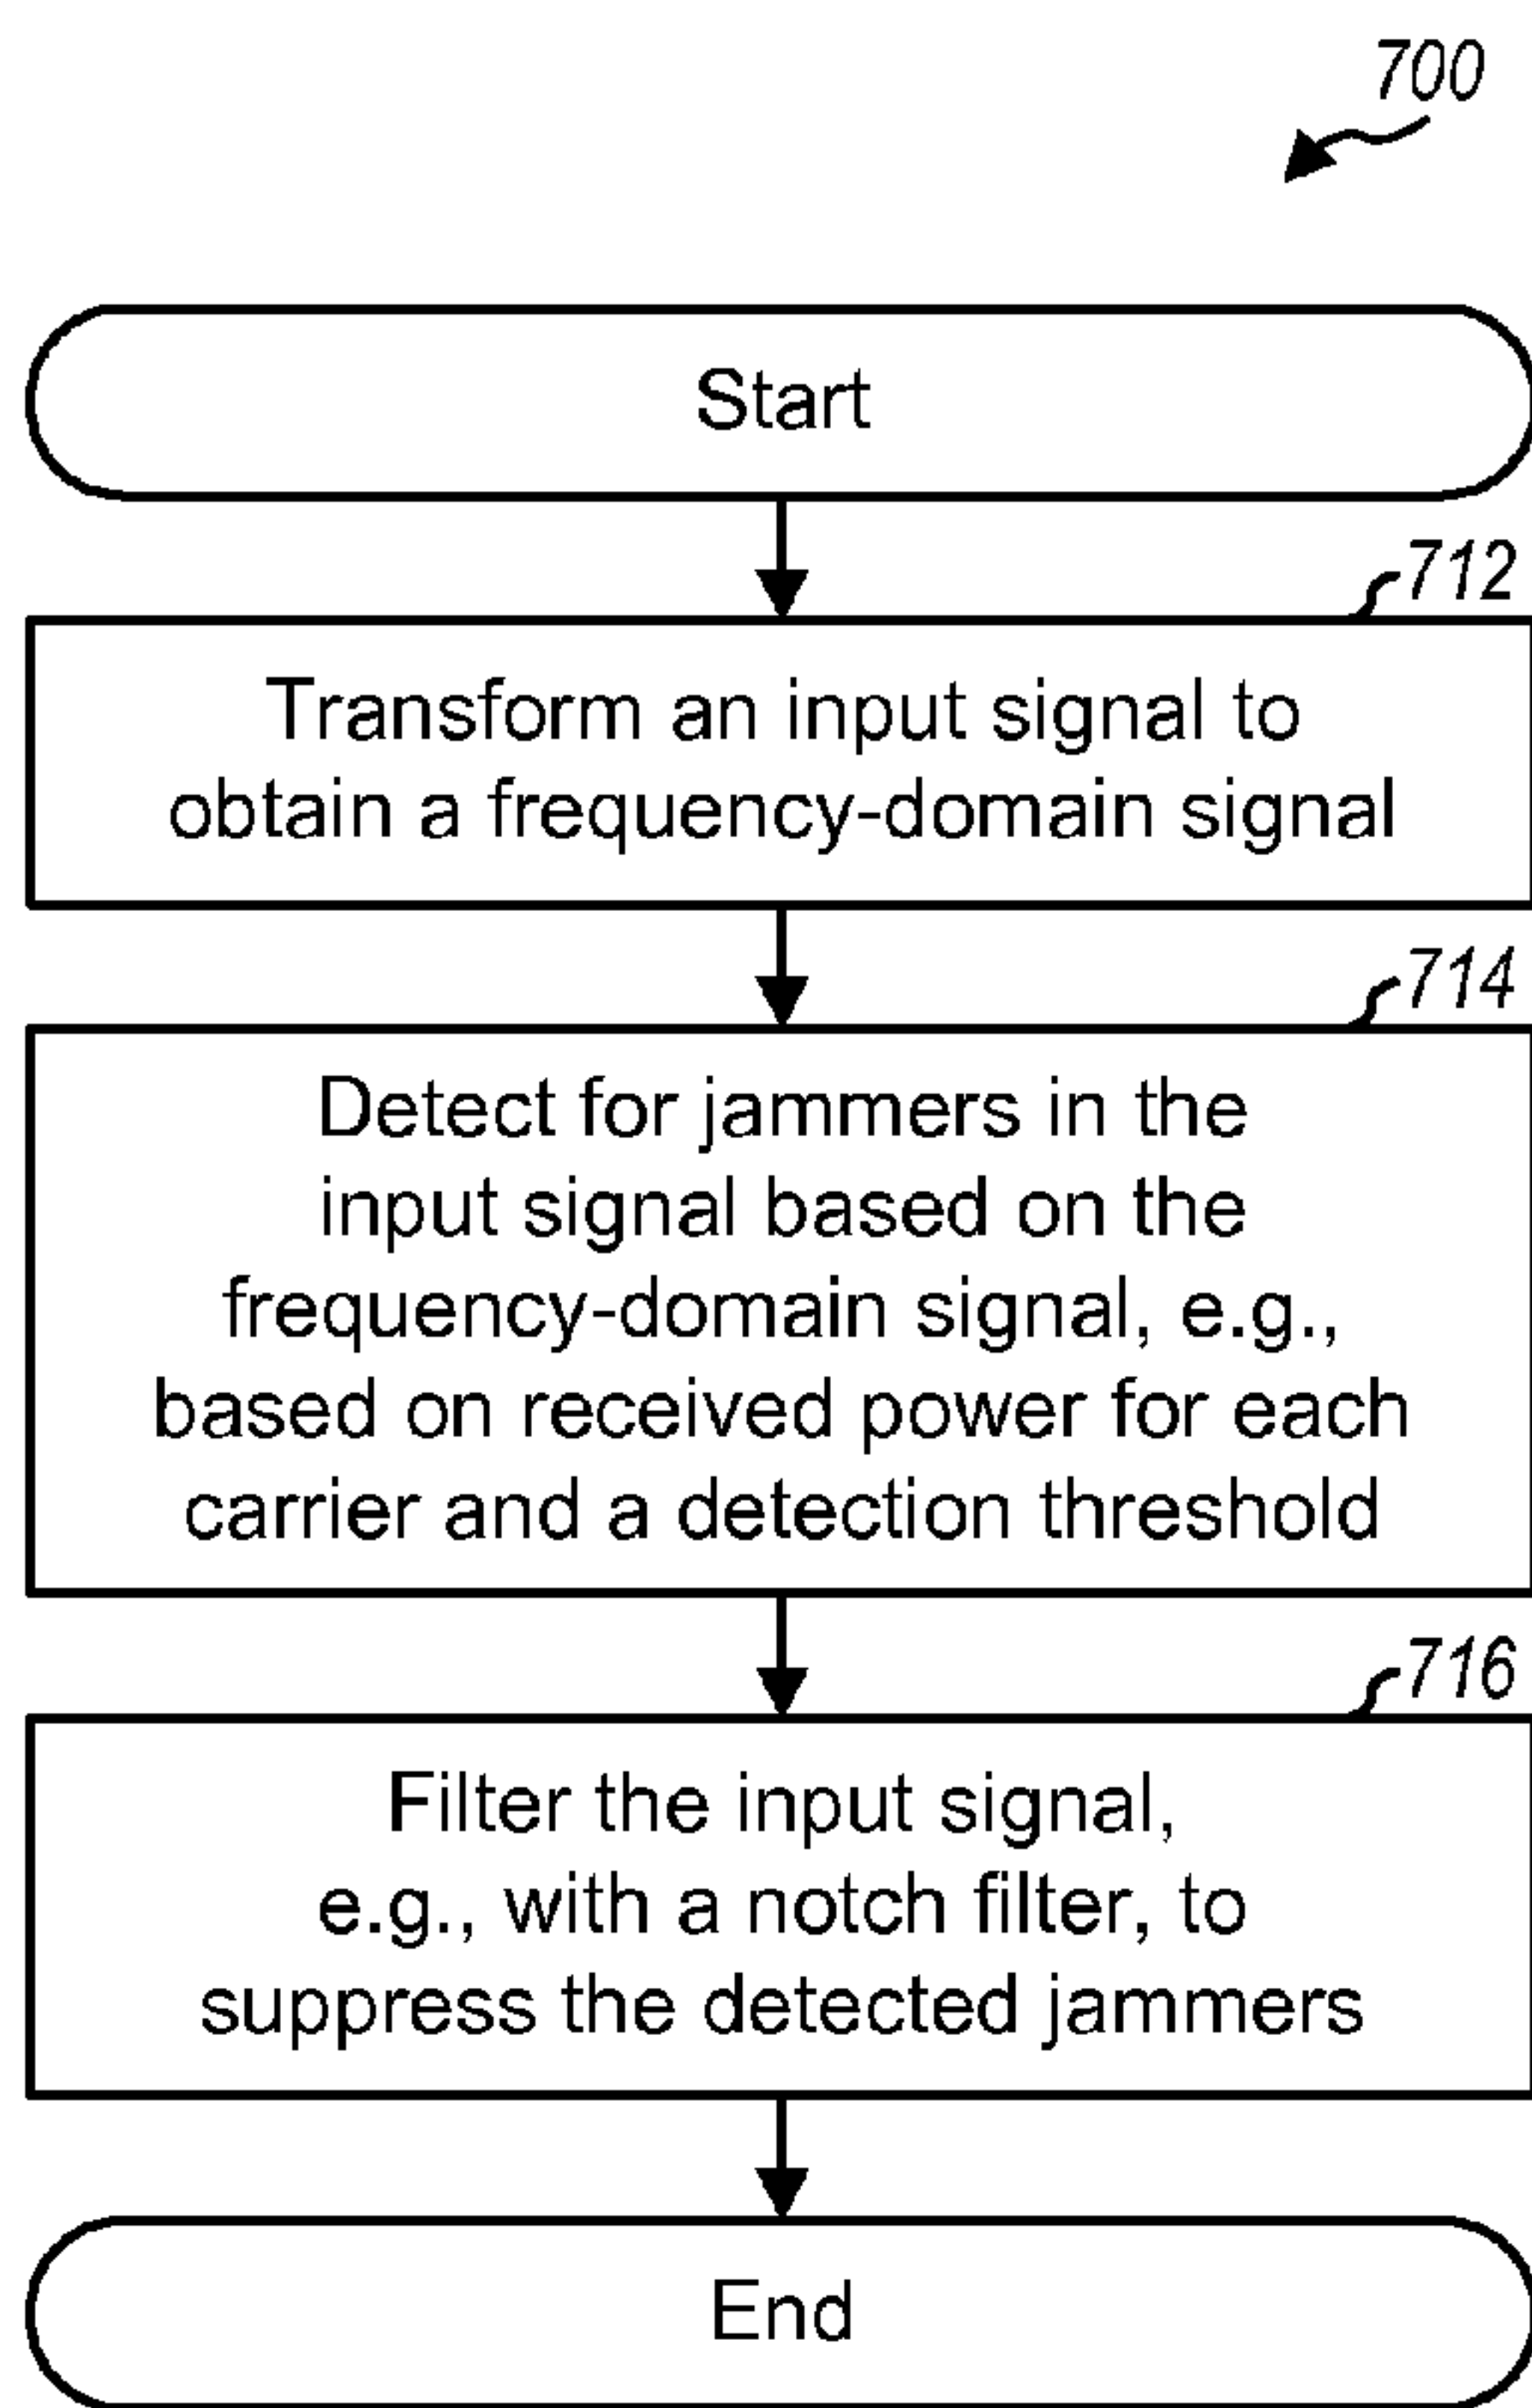 700
Start
712
Transform an input signal to
obtain a frequency-domain signal
714
Detect for jammers in the
input signal based on the
frequency-domain signal, e.g.,
based on received power for each
carrier and a detection threshold
716
Filter the input signal,
e.g., with a notch filter, to
suppress the detected jammers
End